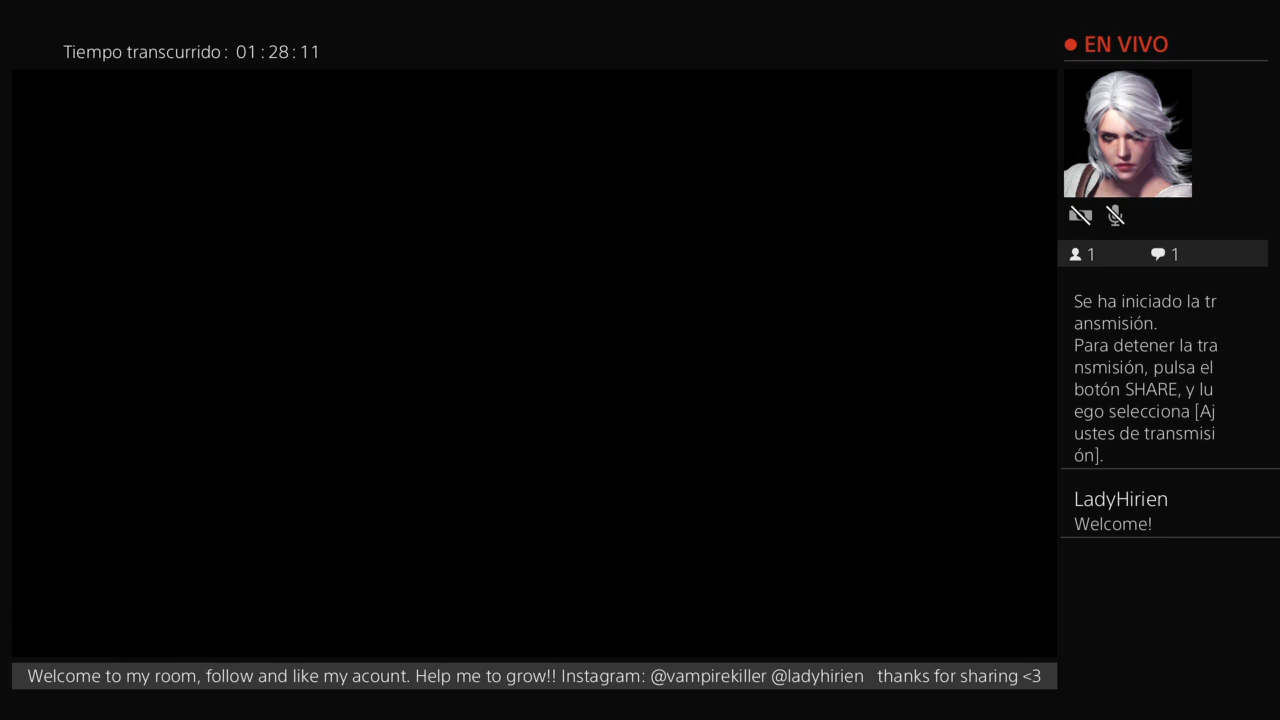 Tiempo transcurrido : 01 : 28 : 11
EN VIVO
1 1
Se ha iniciado la tr
ansmisión.
Para detener la tra
nsmisión, pulsa el
botón SHARE, y lu
ego selecciona [Aj
ustes de transmisi
ón].
LadyHirien
Welcome!
Welcome to my room, follow and like my acount. Help me to grow!! Instagram: @vampirekiller @ladyhirien thanks for sharing <3